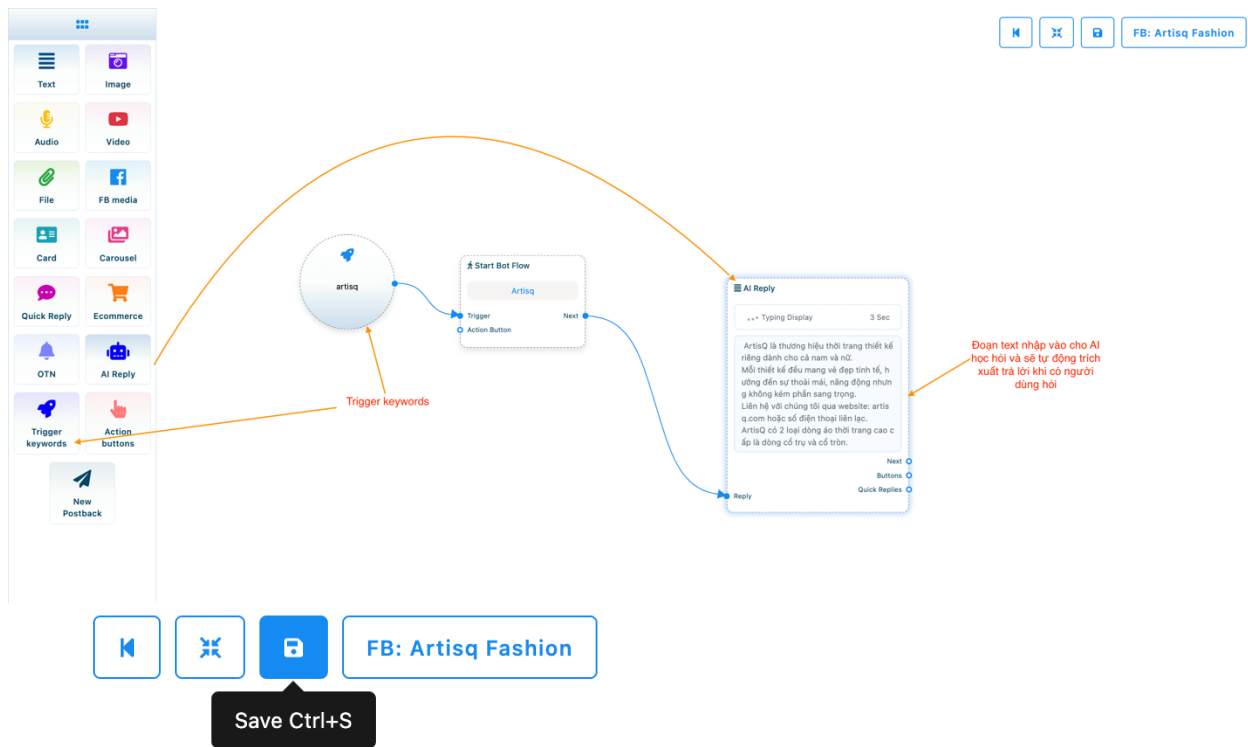 FB: Artisq Fashion
Text
Image
Audio
Video
File
FB media
Card
Carousel
Quick Reply
Ecommerce
OTN
AI Reply
Trigger
keywords
Action
buttons
New
Postback
artisq
Trigger keywords
Start Bot Flow
Artisq
Trigger
Next
Action Button
AI Reply
Typing Display
3 Sec
ArtisQ là thương hiệu thời trang thiết kế
riêng dành cho cả nam và nữ.
Mỗi thiết kế đều mang vẻ đẹp tinh tế, h
ướng đến sự thoải mái, năng động nhưn
g không kém phần sang trọng.
Liên hệ với chúng tôi qua website: artis
q.com hoặc số điện thoại liên lạc.
ArtisQ có 2 loại dòng áo thời trang cao c
ấp là dòng cổ trụ và cổ tròn.
Next
Buttons
Quick Replies
Reply
Đoạn text nhập vào cho AI
học hỏi và sẽ tự động trích
xuất trả lời khi có người
dùng hỏi
FB: Artisq Fashion
Save Ctrl+S